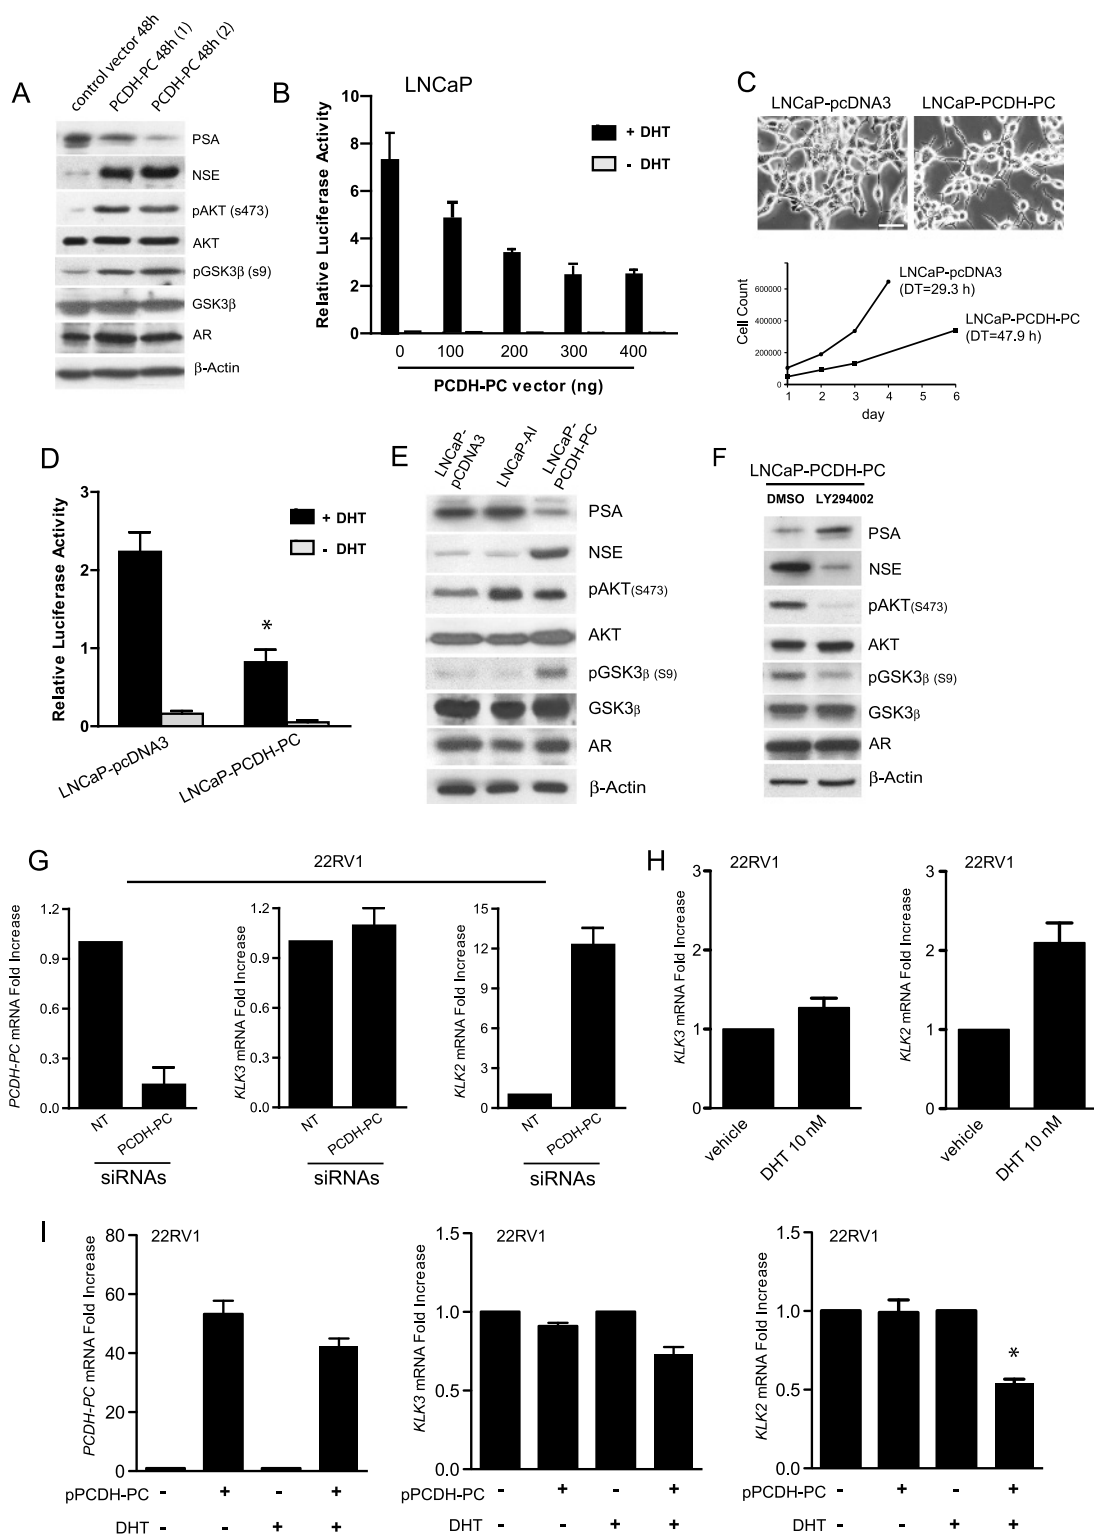 A
control vector 48h
PCDH-PC 48h (1)
PCDH-PC 48h (2)
PSA
NSE
pAKT (s473)
AKT
pGSK3β (s9)
GSK3β
AR
β-Actin
B
LNCaP
Relative Luciferase Activity
10
8
6
4
2
0
+ DHT
- DHT
0 100 200 300 400
PCDH-PC vector (ng)
C
LNCaP-pcDNA3 LNCaP-PCDH-PC
Cell Count
600000
400000
200000
0
LNCaP-pcDNA3
(DT=29.3 h)
LNCaP-PCDH-PC
(DT=47.9 h)
1 2 3 4 5 6
day
D
Relative Luciferase Activity
3
2
1
0
+ DHT
- DHT
*
LNCaP-pcDNA3
LNCaP-PCDH-PC
E
LNCaP-
pCDNA3
LNCaP-AI
LNCaP-
PCDH-PC
PSA
NSE
pAKT(S473)
AKT
pGSK3β (S9)
GSK3β
AR
β-Actin
F
LNCaP-PCDH-PC
DMSO LY294002
PSA
NSE
pAKT(S473)
AKT
pGSK3β (S9)
GSK3β
AR
β-Actin
G
22RV1
PCDH-PC mRNA Fold Increase
1.2
0.9
0.6
0.3
0.0
NT
PCDH-PC
siRNAs
KLK3 mRNA Fold Increase
1.2
0.9
0.6
0.3
0.0
NT
PCDH-PC
siRNAs
KLK2 mRNA Fold Increase
15
12
9
6
3
0
NT
PCDH-PC
siRNAs
H
22RV1
KLK3 mRNA Fold Increase
3
2
1
0
vehicle
DHT 10 nM
22RV1
KLK2 mRNA Fold Increase
3
2
1
0
vehicle
DHT 10 nM
I
22RV1
PCDH-PC mRNA Fold Increase
80
60
40
20
0
pPCDH-PC - + - +
DHT - - + +
22RV1
KLK3 mRNA Fold Increase
1.5
1.0
0.5
0.0
pPCDH-PC - + - +
DHT - - + +
22RV1
KLK2 mRNA Fold Increase
1.5
1.0
0.5
0.0
*
pPCDH-PC - + - +
DHT - - + +